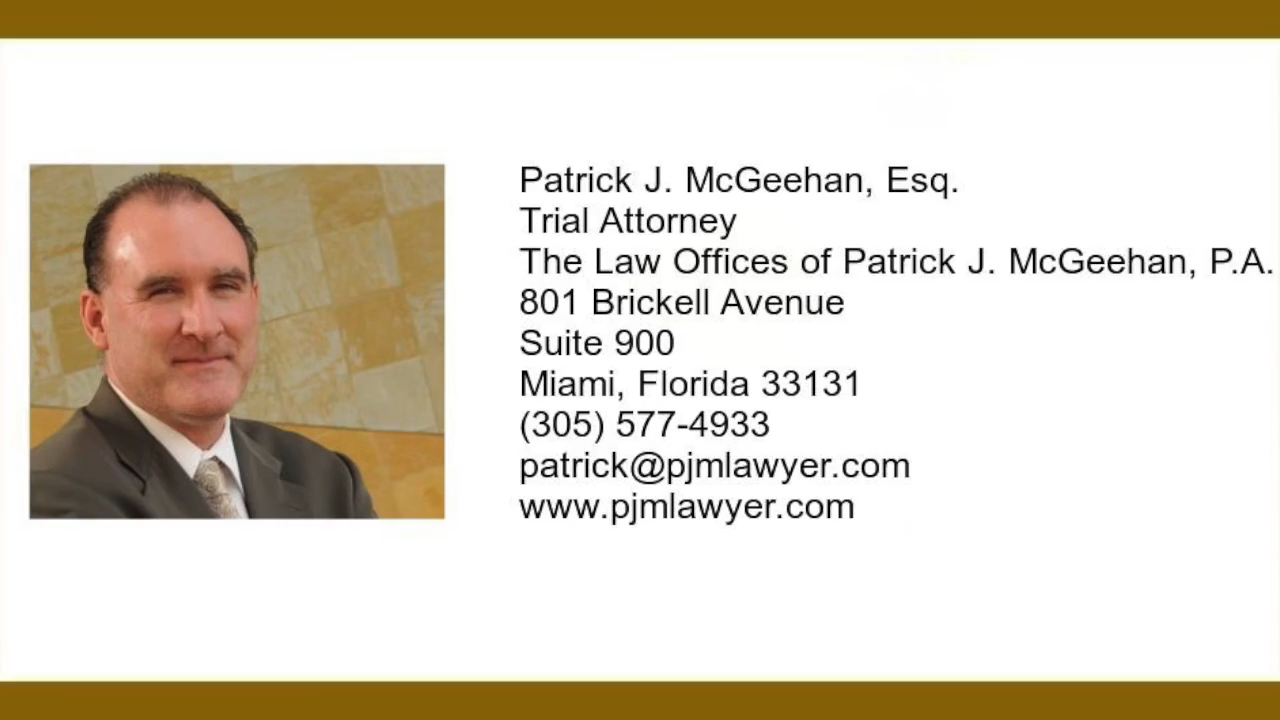 Patrick J. McGeehan, Esq.
Trial Attorney
The Law Offices of Patrick J. McGeehan, P.A.
801 Brickell Avenue
Suite 900
Miami, Florida 33131
(305) 577-4933
patrick@pjmlawyer.com
www.pjmlawyer.com